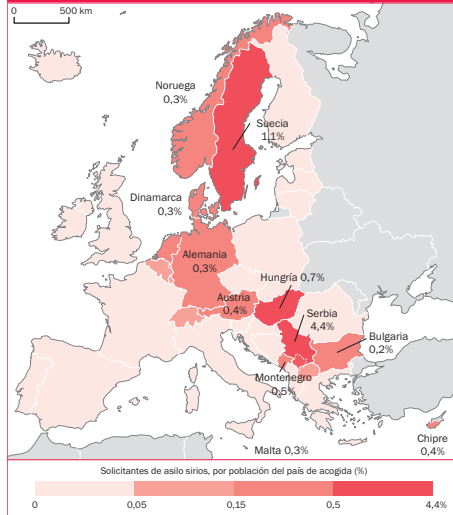 0
500 km
Noruega
0,3%
Suecia
1,1%
Dinamarca
0,3%
Alemania
0,3%
Hungría 0,7%
Austria
0,4%
Serbia
4,4%
Bulgaria
0,2%
Montenegro
0,5%
Malta 0,3%
Chipre
0,4%
Solicitantes de asilo sirios, por población del país de acogida (%)
0
0,05
0,15
0,5
4,4%